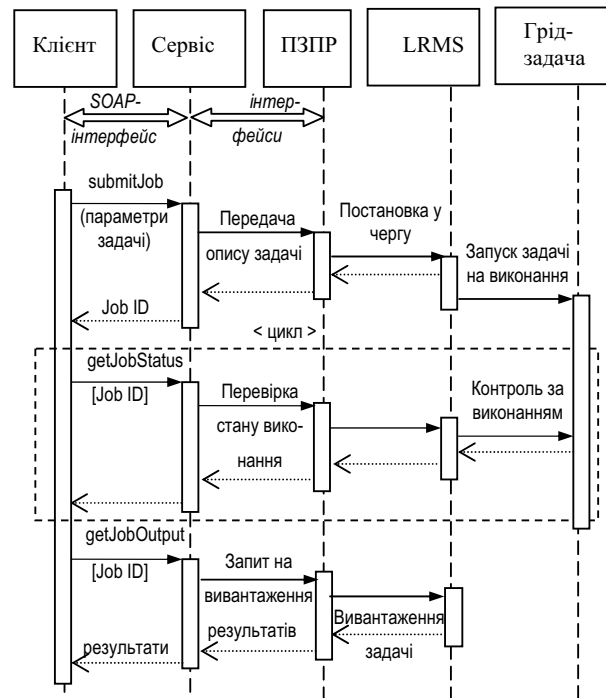 Клієнт
Сервіс
ПЗПР
LRMS
Грід-
задача
SOAP-
інтерфейс
інтер-
фейси
submitJob
(параметри
задачі)
Передача
опису задачі
Постановка у
чергу
Запуск задачі
на виконання
Job ID
< цикл >
getJobStatus
[Job ID]
Перевірка
стану вико-
нання
Контроль за
виконанням
getJobOutput
[Job ID]
Запит на
вивантаження
результатів
Вивантаження
задачі
результати